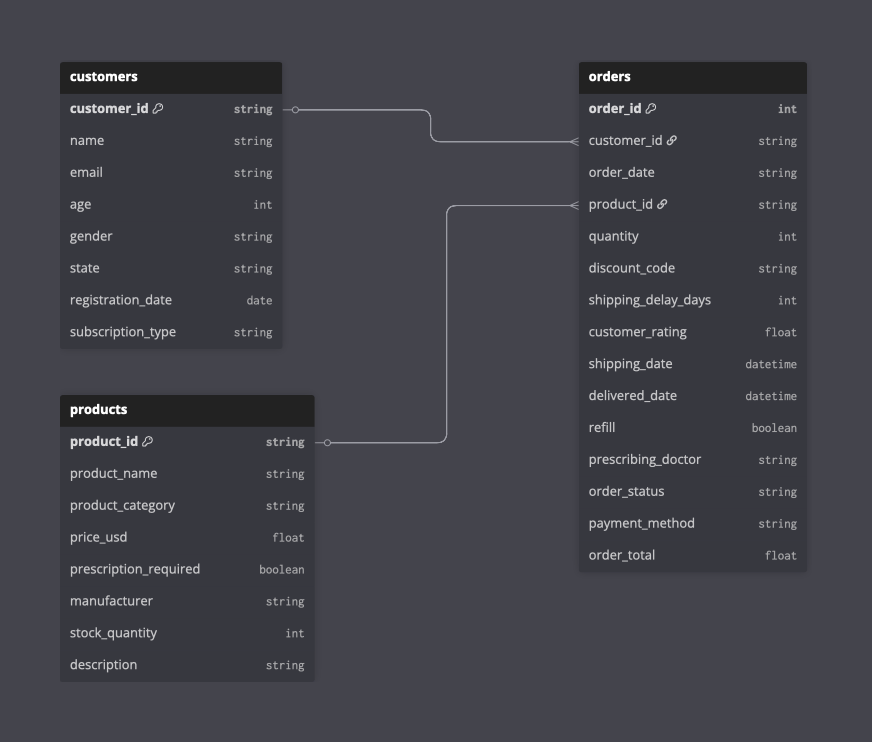 customers
customer_id string
name string
email string
age int
gender string
state string
registration_date date
subscription_type string
products
product_id string
product_name string
product_category string
price_usd float
prescription_required boolean
manufacturer string
stock_quantity int
description string
orders
order_id int
customer_id string
order_date string
product_id string
quantity int
discount_code string
shipping_delay_days int
customer_rating float
shipping_date datetime
delivered_date datetime
refill boolean
prescribing_doctor string
order_status string
payment_method string
order_total float